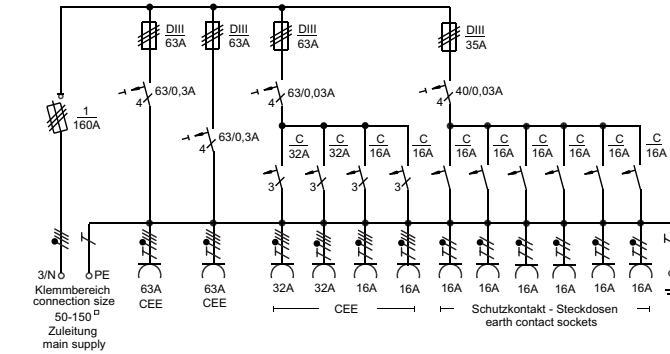 DIII
63A
DIII
63A
DIII
63A
DIII
35A
63/0,3A
4
63/0,03A
4
40/0,03A
4
1
160A
63/0,3A
4
C
32A
C
32A
C
16A
C
16A
C
16A
C
16A
C
16A
C
16A
C
16A
C
16A
3
3
3
3
3/N
PE
63A
CEE
63A
CEE
32A
32A
16A
16A
16A
16A
16A
16A
16A
16A
Klemmbereich
connection size
50-150 □
Zuleitung
main supply
CEE
Schutzkontakt - Steckdosen
earth contact sockets